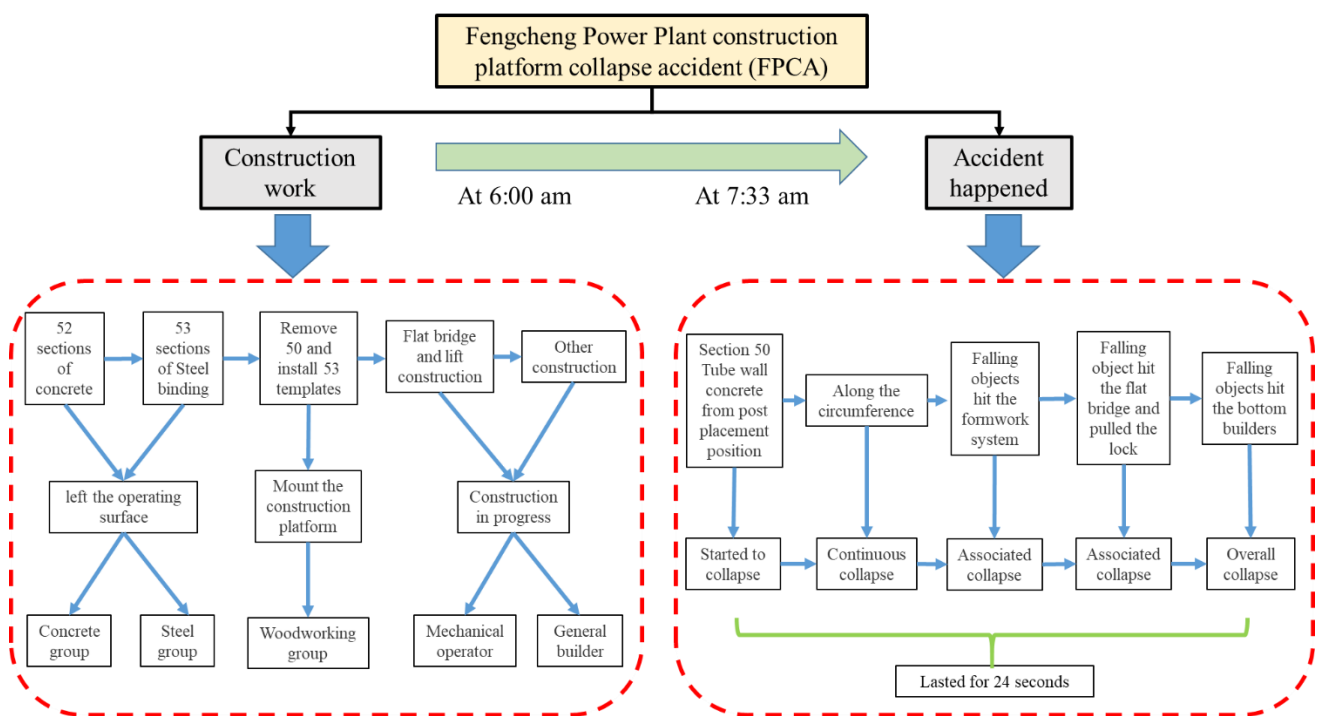 Fengcheng Power Plant construction
platform collapse accident (FPCA)
Construction
work
At 6:00 am
At 7:33 am
Accident
happened
52
sections
of
concrete
53
sections
of Steel
binding
Remove
50 and
install 53
templates
Flat bridge
and lift
construction
Other
construction
left the operating
surface
Mount the
construction
platform
Construction
in progress
Concrete
group
Steel
group
Woodworking
group
Mechanical
operator
General
builder
Section 50
Tube wall
concrete
from post
placement
position
Along the
circumference
Falling
objects
hit the
formwork
system
Falling
object hit
the flat
bridge and
pulled the
lock
Falling
objects hit
the bottom
builders
Started to
collapse
Continuous
collapse
Associated
collapse
Associated
collapse
Overall
collapse
Lasted for 24 seconds